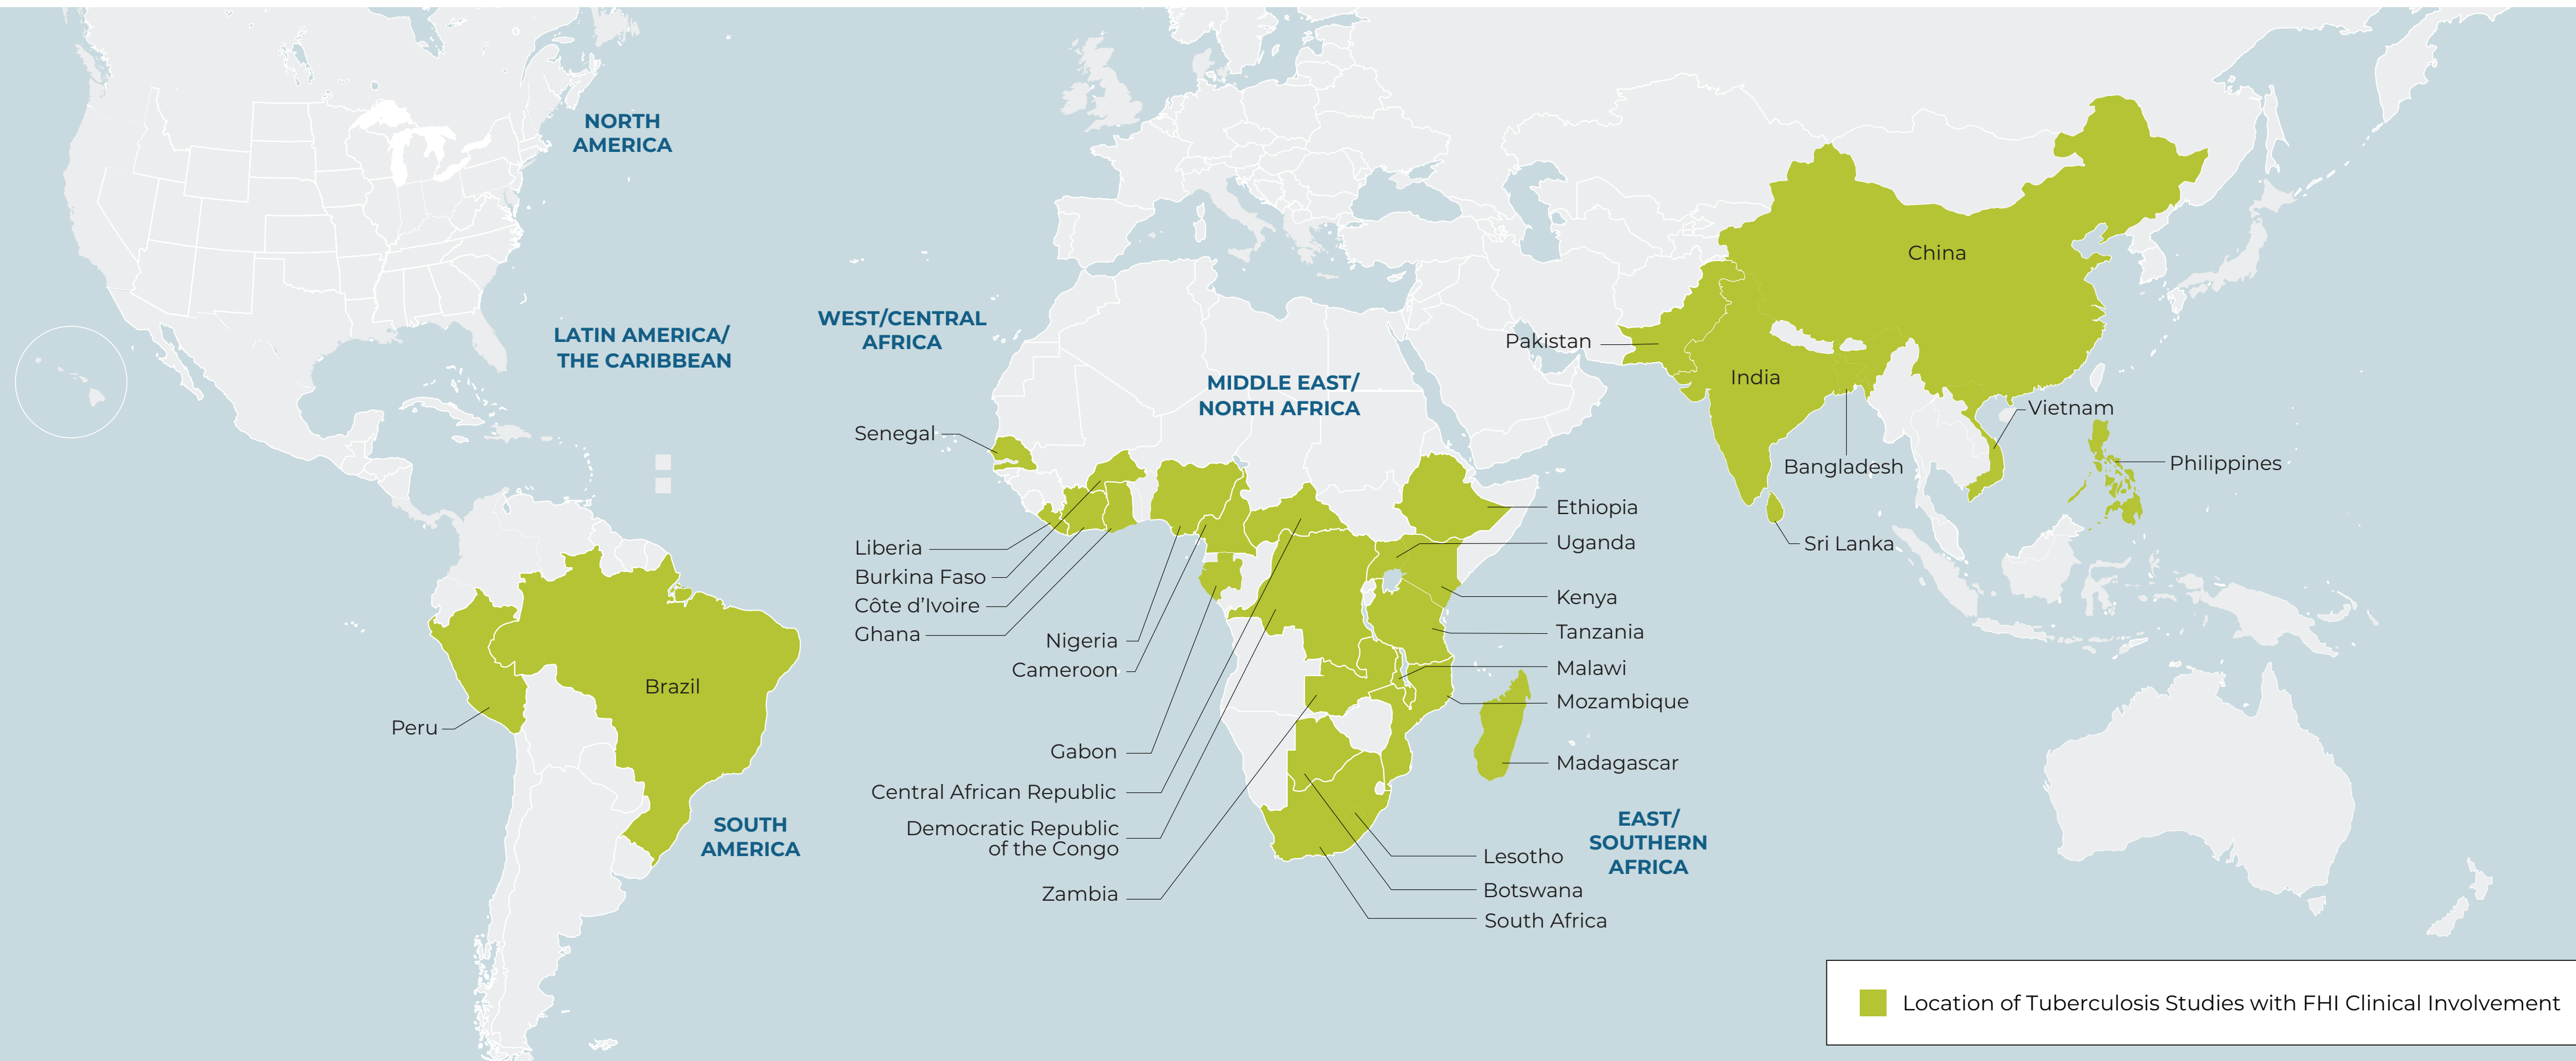 NORTH
AMERICA
LATIN AMERICA/
THE CARIBBEAN
WEST/CENTRAL
AFRICA
MIDDLE EAST/
NORTH AFRICA
China
Pakistan
India
Vietnam
Bangladesh
Philippines
Sri Lanka
Senegal
Liberia
Burkina Faso
Côte d’Ivoire
Ghana
Nigeria
Cameroon
Gabon
Central African Republic
Democratic Republic
of the Congo
Zambia
Ethiopia
Uganda
Kenya
Tanzania
Malawi
Mozambique
Madagascar
Lesotho
Botswana
South Africa
EAST/
SOUTHERN
AFRICA
Brazil
Peru
SOUTH
AMERICA
Location of Tuberculosis Studies with FHI Clinical Involvement